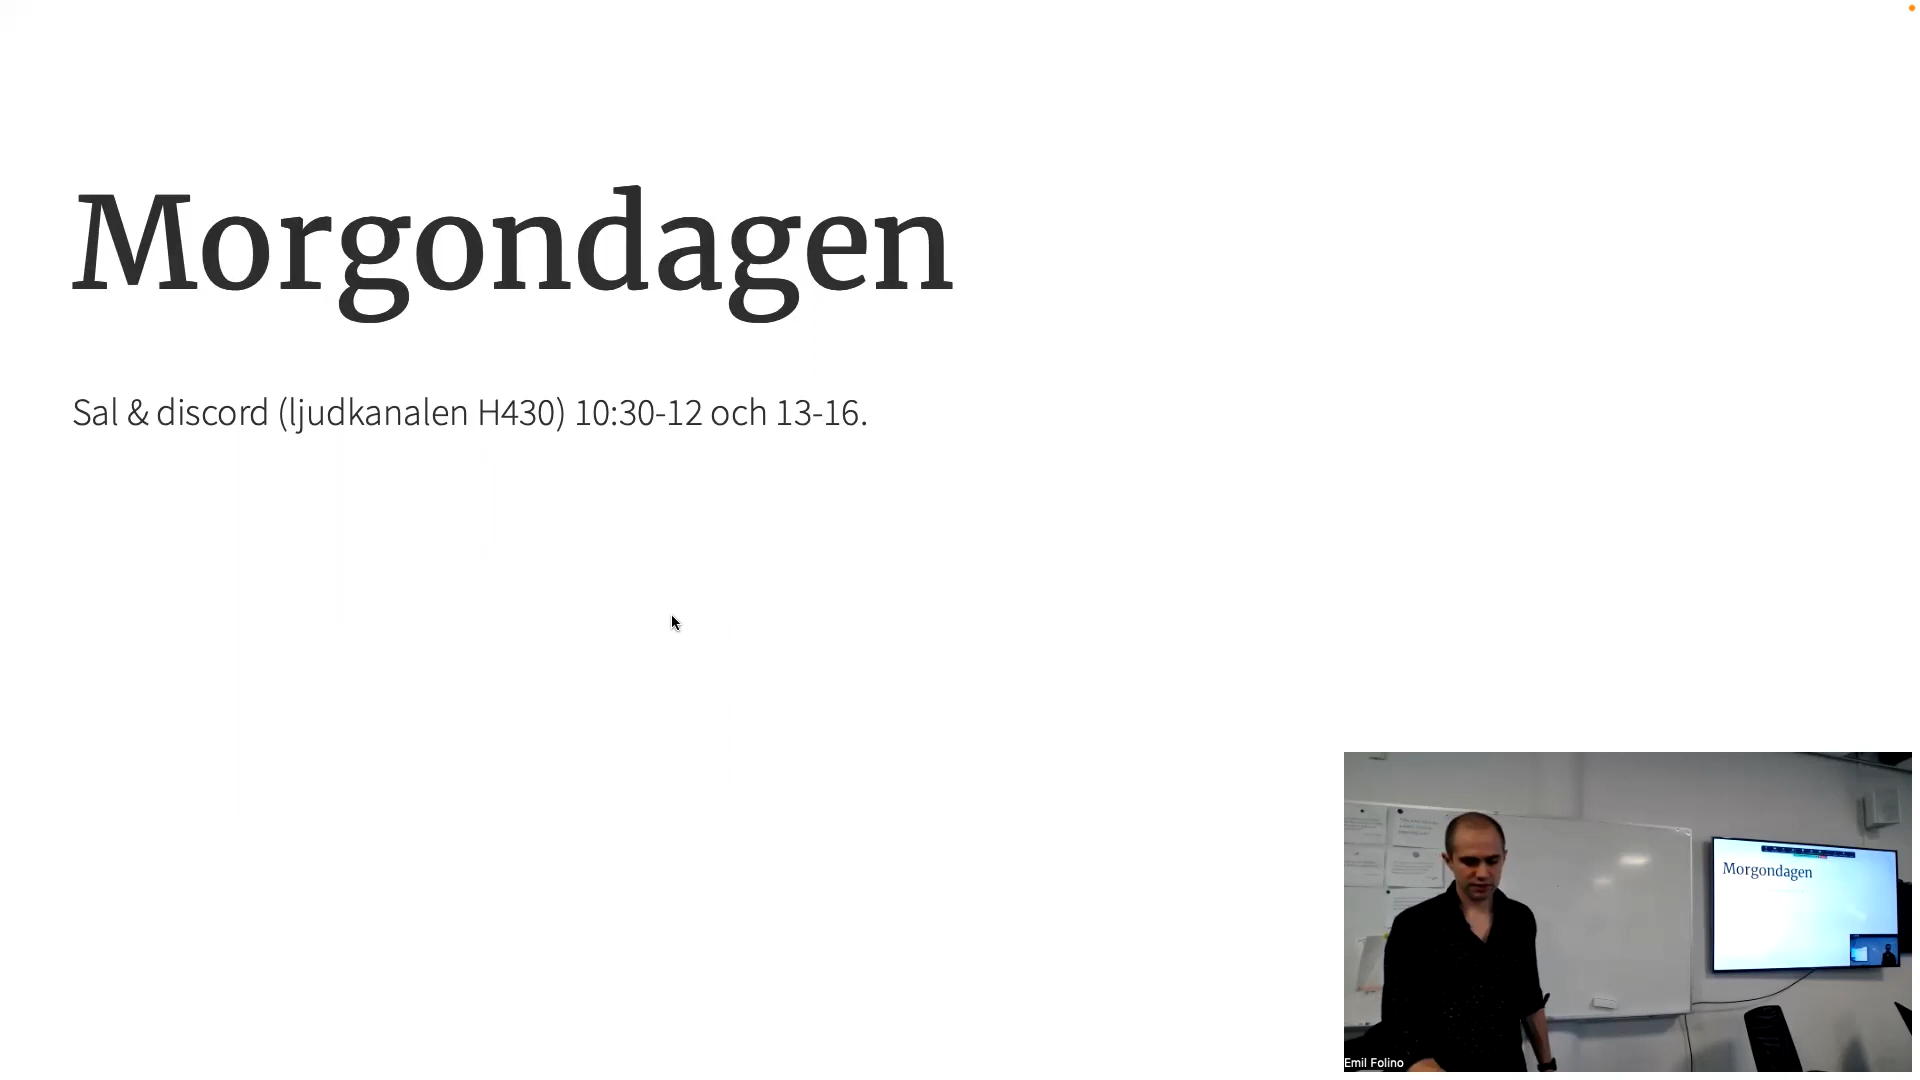 Morgondagen
Sal & discord (ljudkanalen H430) 10:30-12 och 13-16.
Morgondagen
Emil Folino